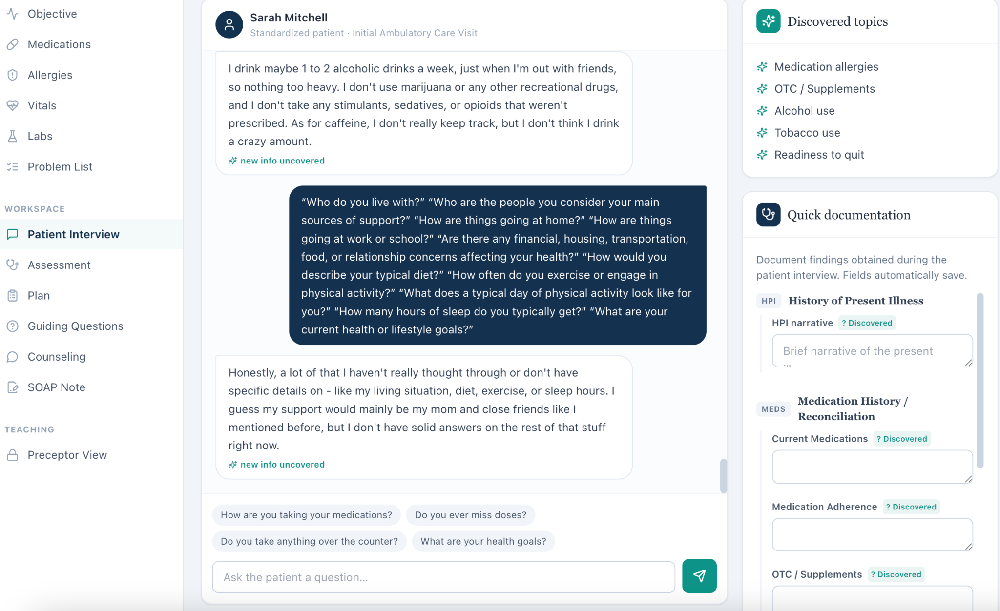 Objective
Medications
Allergies
Vitals
Labs
Problem List
WORKSPACE
Patient Interview
Assessment
Plan
Guiding Questions
Counseling
SOAP Note
TEACHING
Preceptor View
Sarah Mitchell
Standardized patient · Initial Ambulatory Care Visit
I drink maybe 1 to 2 alcoholic drinks a week, just when I'm out with friends,
so nothing too heavy. I don't use marijuana or any other recreational drugs,
and I don't take any stimulants, sedatives, or opioids that weren't
prescribed. As for caffeine, I don't really keep track, but I don't think I drink
a crazy amount.
new info uncovered
“Who do you live with?” “Who are the people you consider your main
sources of support?” “How are things going at home?” “How are things
going at work or school?” “Are there any financial, housing, transportation,
food, or relationship concerns affecting your health?” “How would you
describe your typical diet?” “How often do you exercise or engage in
physical activity?” “What does a typical day of physical activity look like for
you?” “How many hours of sleep do you typically get?” “What are your
current health or lifestyle goals?”
Honestly, a lot of that I haven't really thought through or don't have
specific details on - like my living situation, diet, exercise, or sleep hours. I
guess my support would mainly be my mom and close friends like I
mentioned before, but I don't have solid answers on the rest of that stuff
right now.
new info uncovered
How are you taking your medications?
Do you ever miss doses?
Do you take anything over the counter?
What are your health goals?
Ask the patient a question...
Discovered topics
Medication allergies
OTC / Supplements
Alcohol use
Tobacco use
Readiness to quit
Quick documentation
Document findings obtained during the
patient interview. Fields automatically save.
HPI History of Present Illness
HPI narrative ? Discovered
Brief narrative of the present
MEDS Medication History /
Reconciliation
Current Medications ? Discovered
Medication Adherence ? Discovered
OTC / Supplements ? Discovered